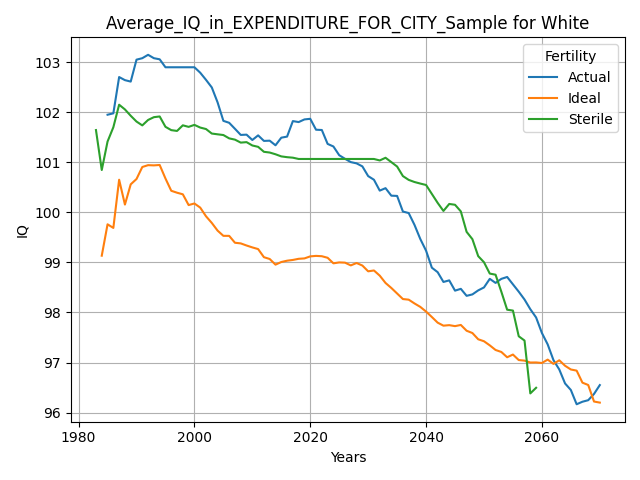 Average_IQ_in_EXPENDITURE_FOR_CITY_Sample for White
Fertility
Actual
Ideal
Sterile
IQ
103
102
101
100
99
98
97
96
1980
2000
2020
2040
2060
Years